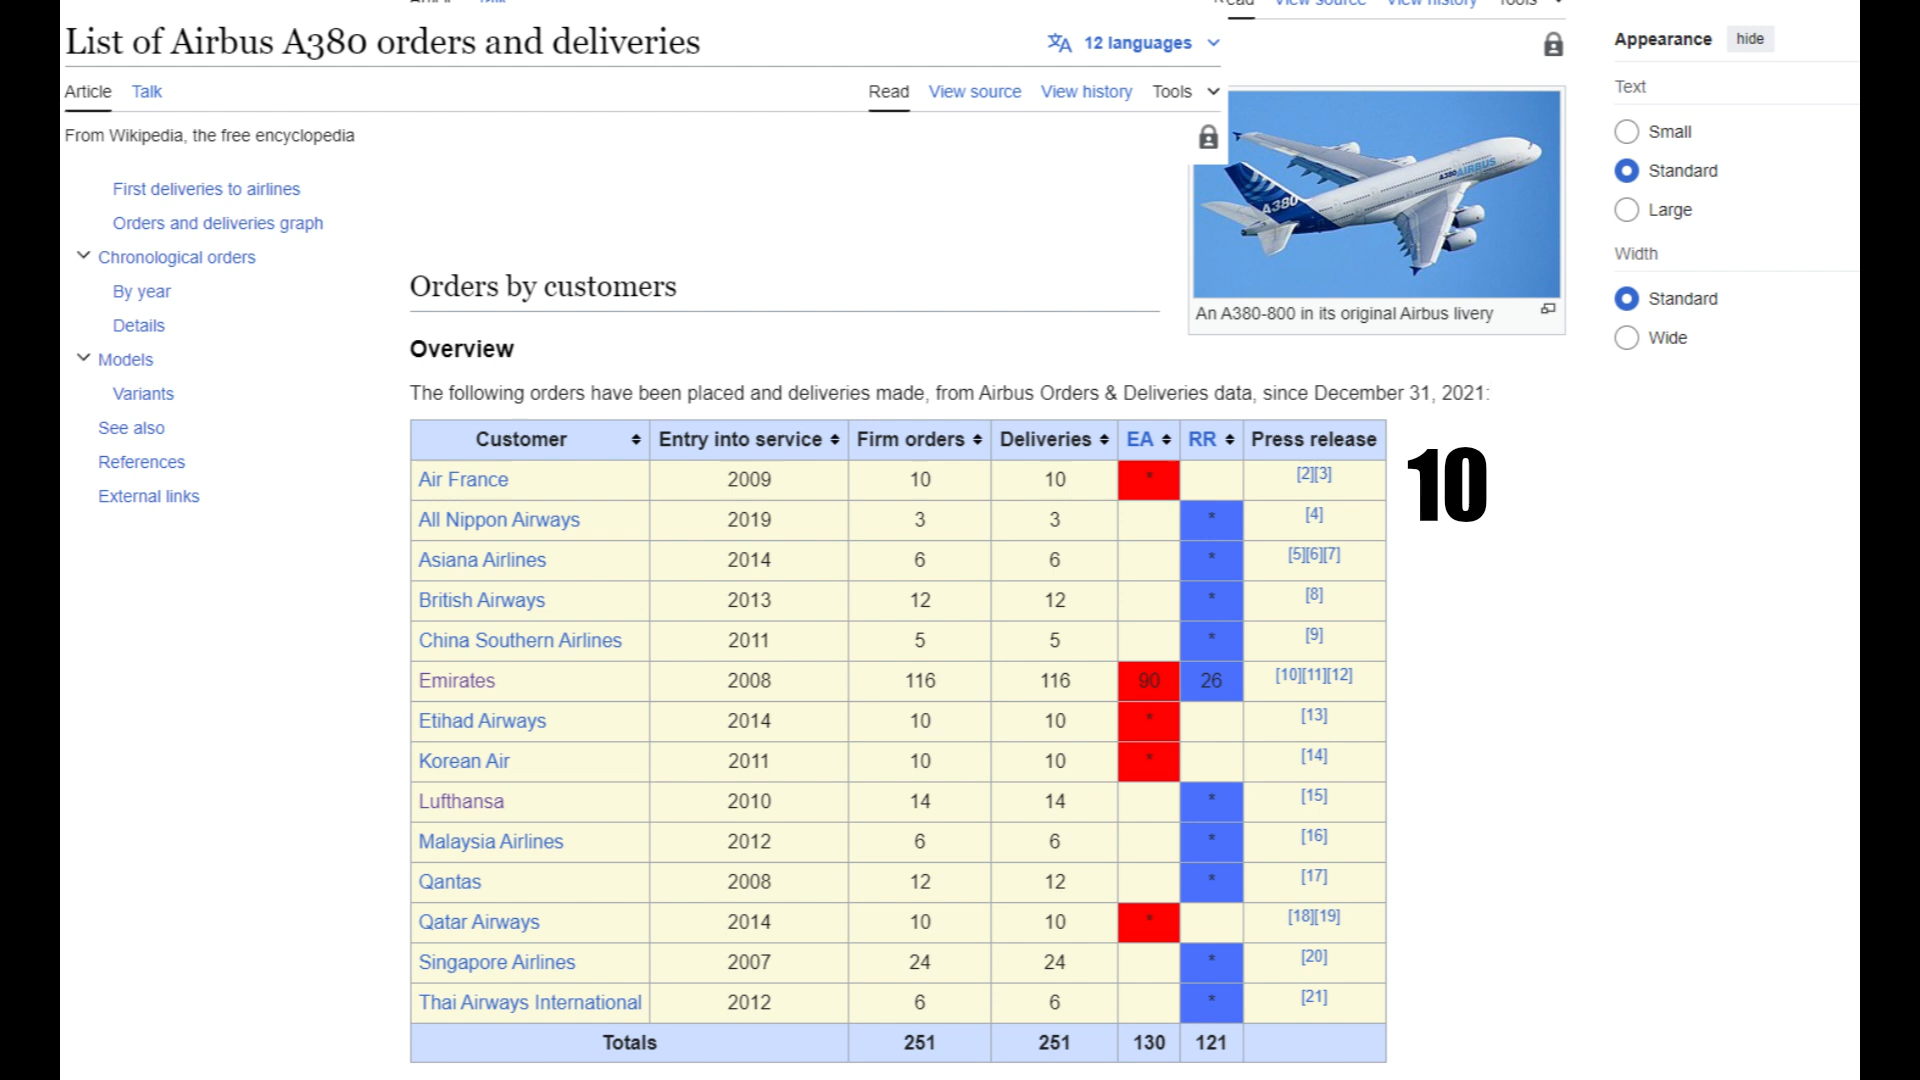 Talk
Read View source View history Tools
List of Airbus A380 orders and deliveries
12 languages
Article Talk
Read View source View history Tools
From Wikipedia, the free encyclopedia
First deliveries to airlines
Orders and deliveries graph
Chronological orders
By year
Details
Models
Variants
See also
References
External links
A380
A380 AIRBUS
An A380-800 in its original Airbus livery
Appearance hide
Text
Small
Standard
Large
Width
Standard
Wide
Orders by customers
Overview
The following orders have been placed and deliveries made, from Airbus Orders & Deliveries data, since December 31, 2021:
Customer Entry into service Firm orders Deliveries EA RR Press release
Air France 2009 10 10 * [2][3]
All Nippon Airways 2019 3 3 * [4]
Asiana Airlines 2014 6 6 * [5][6][7]
British Airways 2013 12 12 * [8]
China Southern Airlines 2011 5 5 * [9]
Emirates 2008 116 116 90 26 [10][11][12]
Etihad Airways 2014 10 10 * [13]
Korean Air 2011 10 10 * [14]
Lufthansa 2010 14 14 * [15]
Malaysia Airlines 2012 6 6 * [16]
Qantas 2008 12 12 * [17]
Qatar Airways 2014 10 10 * [18][19]
Singapore Airlines 2007 24 24 * [20]
Thai Airways International 2012 6 6 * [21]
Totals 251 251 130 121
10